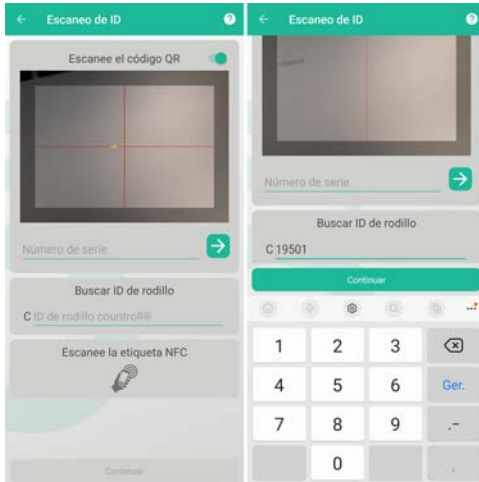 Escaneo de ID
?
Escanee el código QR
Número de serie
Buscar ID de rodillo
C ID de rodillo countroll®
Escanee la etiqueta NFC
Continuar
Escaneo de ID
?
Número de serie
Buscar ID de rodillo
C 19501
Continuar
1 2 3
4 5 6 Ger.
7 8 9 .-
0 ,